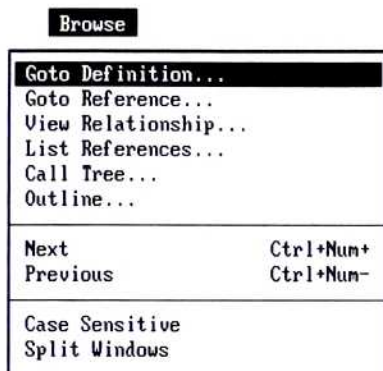 Browse
Goto Definition...
Goto Reference...
View Relationship...
List References...
Call Tree...
Outline...
Next Ctrl+Num+
Previous Ctrl+Num-
Case Sensitive
Split Windows